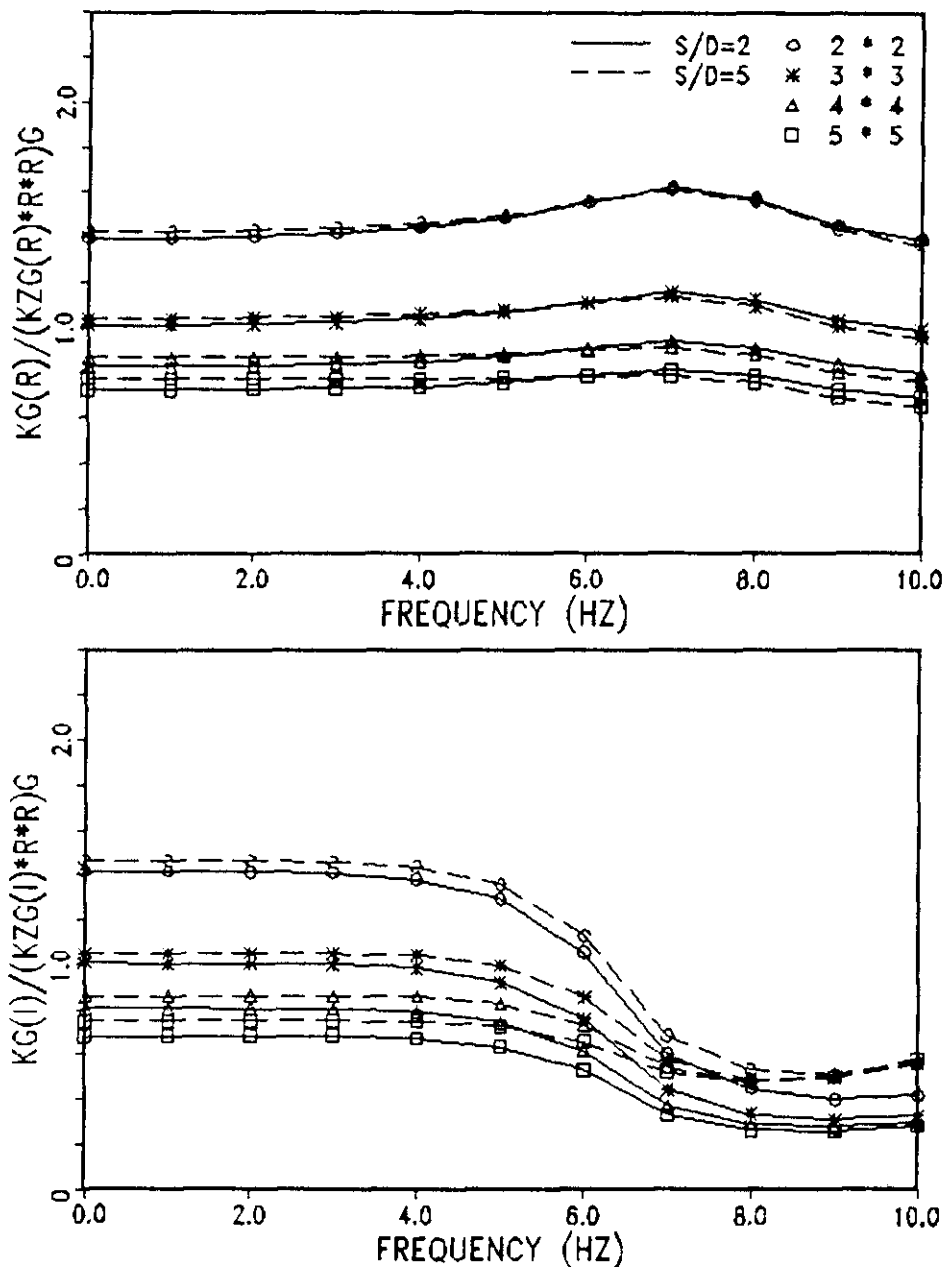 S/D=2 2 * 2
S/D=5 3 * 3
4 * 4
5 * 5
KG(R)/(KZG(R)*R*R)G
2.0
1.0
0
0.0 2.0 4.0 6.0 8.0 10.0
FREQUENCY (HZ)
KG(I)/(KZG(I)*R*R)G
2.0
1.0
0
0.0 2.0 4.0 6.0 8.0 10.0
FREQUENCY (HZ)